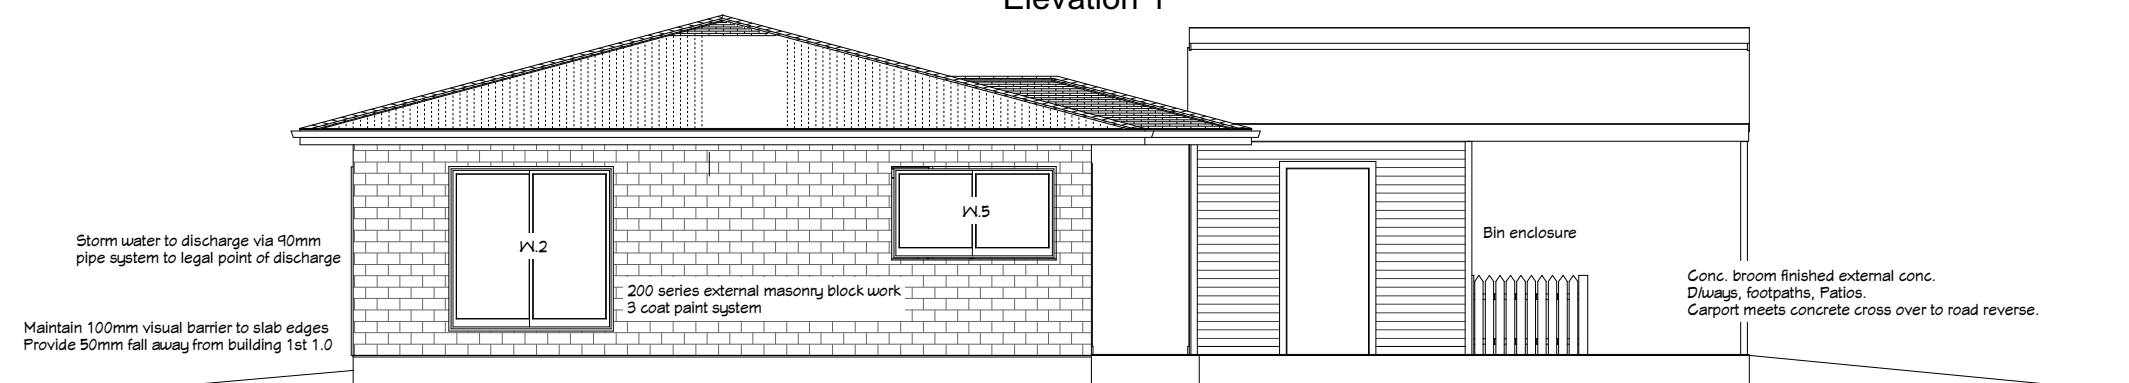 Elevation 1
W.5
W.2
Storm water to discharge via 90mm
pipe system to legal point of discharge
Bin enclosure
200 series external masonry block work
3 coat paint system
Conc. broom finished external conc.
D/ways, footpaths, Patios.
Carport meets concrete cross over to road reverse.
Maintain 100mm visual barrier to slab edges
Provide 50mm fall away from building 1st 1.0